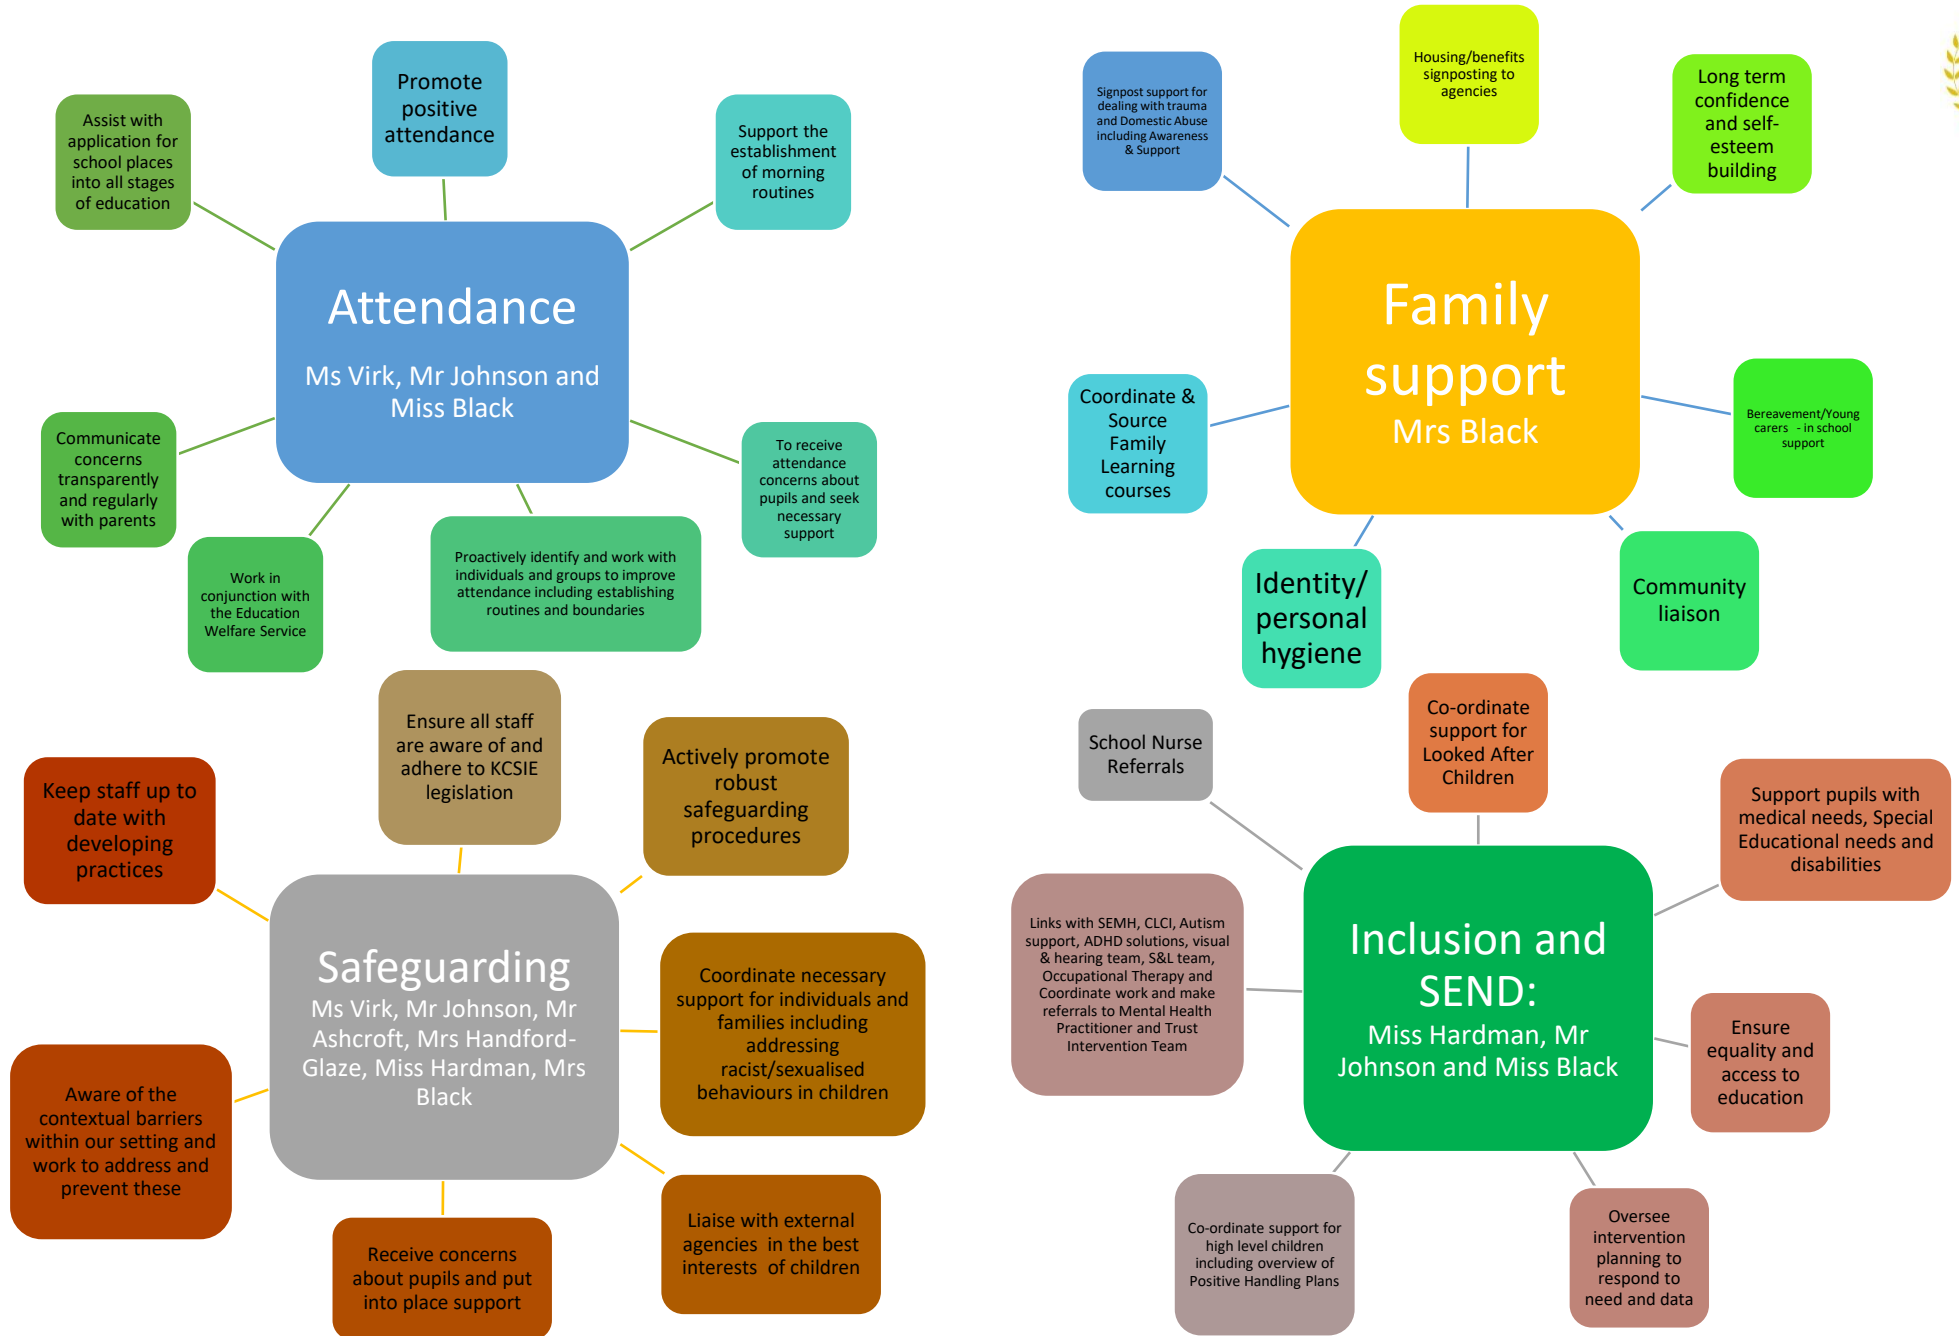 Promote
positive
attendance
Assist with
application for
school places
into all stages
of education
Support the
establishment
of morning
routines
Attendance
Ms Virk, Mr Johnson and
Miss Black
Communicate
concerns
transparently
and regularly
with parents
To receive
attendance
concerns about
pupils and seek
necessary
support
Work in
conjunction with
the Education
Welfare Service
Proactively identify and work with
individuals and groups to improve
attendance including establishing
routines and boundaries
Housing/benefits
signposting to
agencies
Signpost support for
dealing with trauma
and Domestic Abuse
including Awareness
& Support
Long term
confidence
and self-
esteem
building
Family
support
Mrs Black
Coordinate &
Source
Family
Learning
courses
Bereavement/Young
carers - in school
support
Identity/
personal
hygiene
Community
liaison
Ensure all staff
are aware of and
adhere to KCSIE
legislation
Actively promote
robust
safeguarding
procedures
Keep staff up to
date with
developing
practices
Safeguarding
Ms Virk, Mr Johnson, Mr
Ashcroft, Mrs Handford-
Glaze, Miss Hardman, Mrs
Black
Coordinate necessary
support for individuals and
families including
addressing
racist/sexualised
behaviours in children
Aware of the
contextual barriers
within our setting and
work to address and
prevent these
Liaise with external
agencies in the best
interests of children
Receive concerns
about pupils and put
into place support
School Nurse
Referrals
Co-ordinate
support for
Looked After
Children
Support pupils with
medical needs, Special
Educational needs and
disabilities
Links with SEMH, CLCI, Autism
support, ADHD solutions, visual
& hearing team, S&L team,
Occupational Therapy and
Coordinate work and make
referrals to Mental Health
Practitioner and Trust
Intervention Team
Inclusion and
SEND:
Miss Hardman, Mr
Johnson and Miss Black
Ensure
equality and
access to
education
Co-ordinate support for
high level children
including overview of
Positive Handling Plans
Oversee
intervention
planning to
respond to
need and data